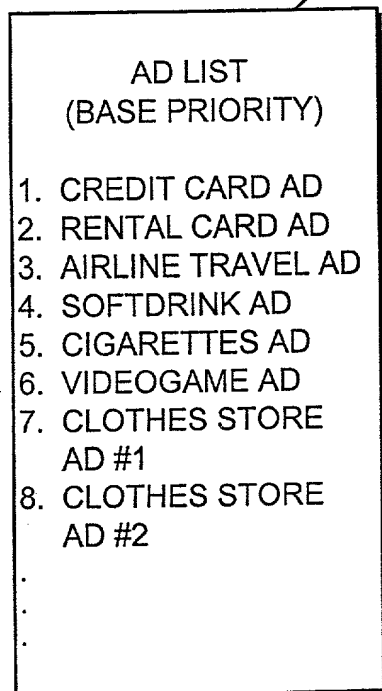 AD LIST
(BASE PRIORITY)
1. CREDIT CARD AD
2. RENTAL CARD AD
3. AIRLINE TRAVEL AD
4. SOFTDRINK AD
5. CIGARETTES AD
6. VIDEOGAME AD
7. CLOTHES STORE
AD #1
8. CLOTHES STORE
AD #2
.
.
.